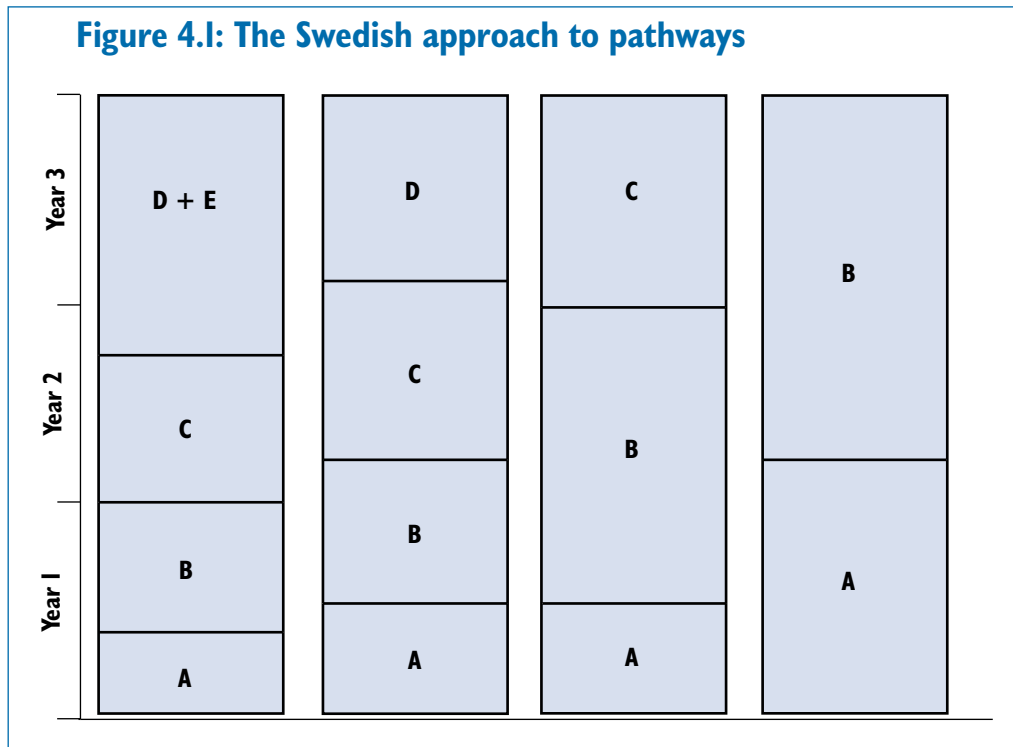 Figure 4.1: The Swedish approach to pathways
Year 3
Year 2
Year 1
D + E
C
B
A
D
C
B
A
C
B
A
B
A